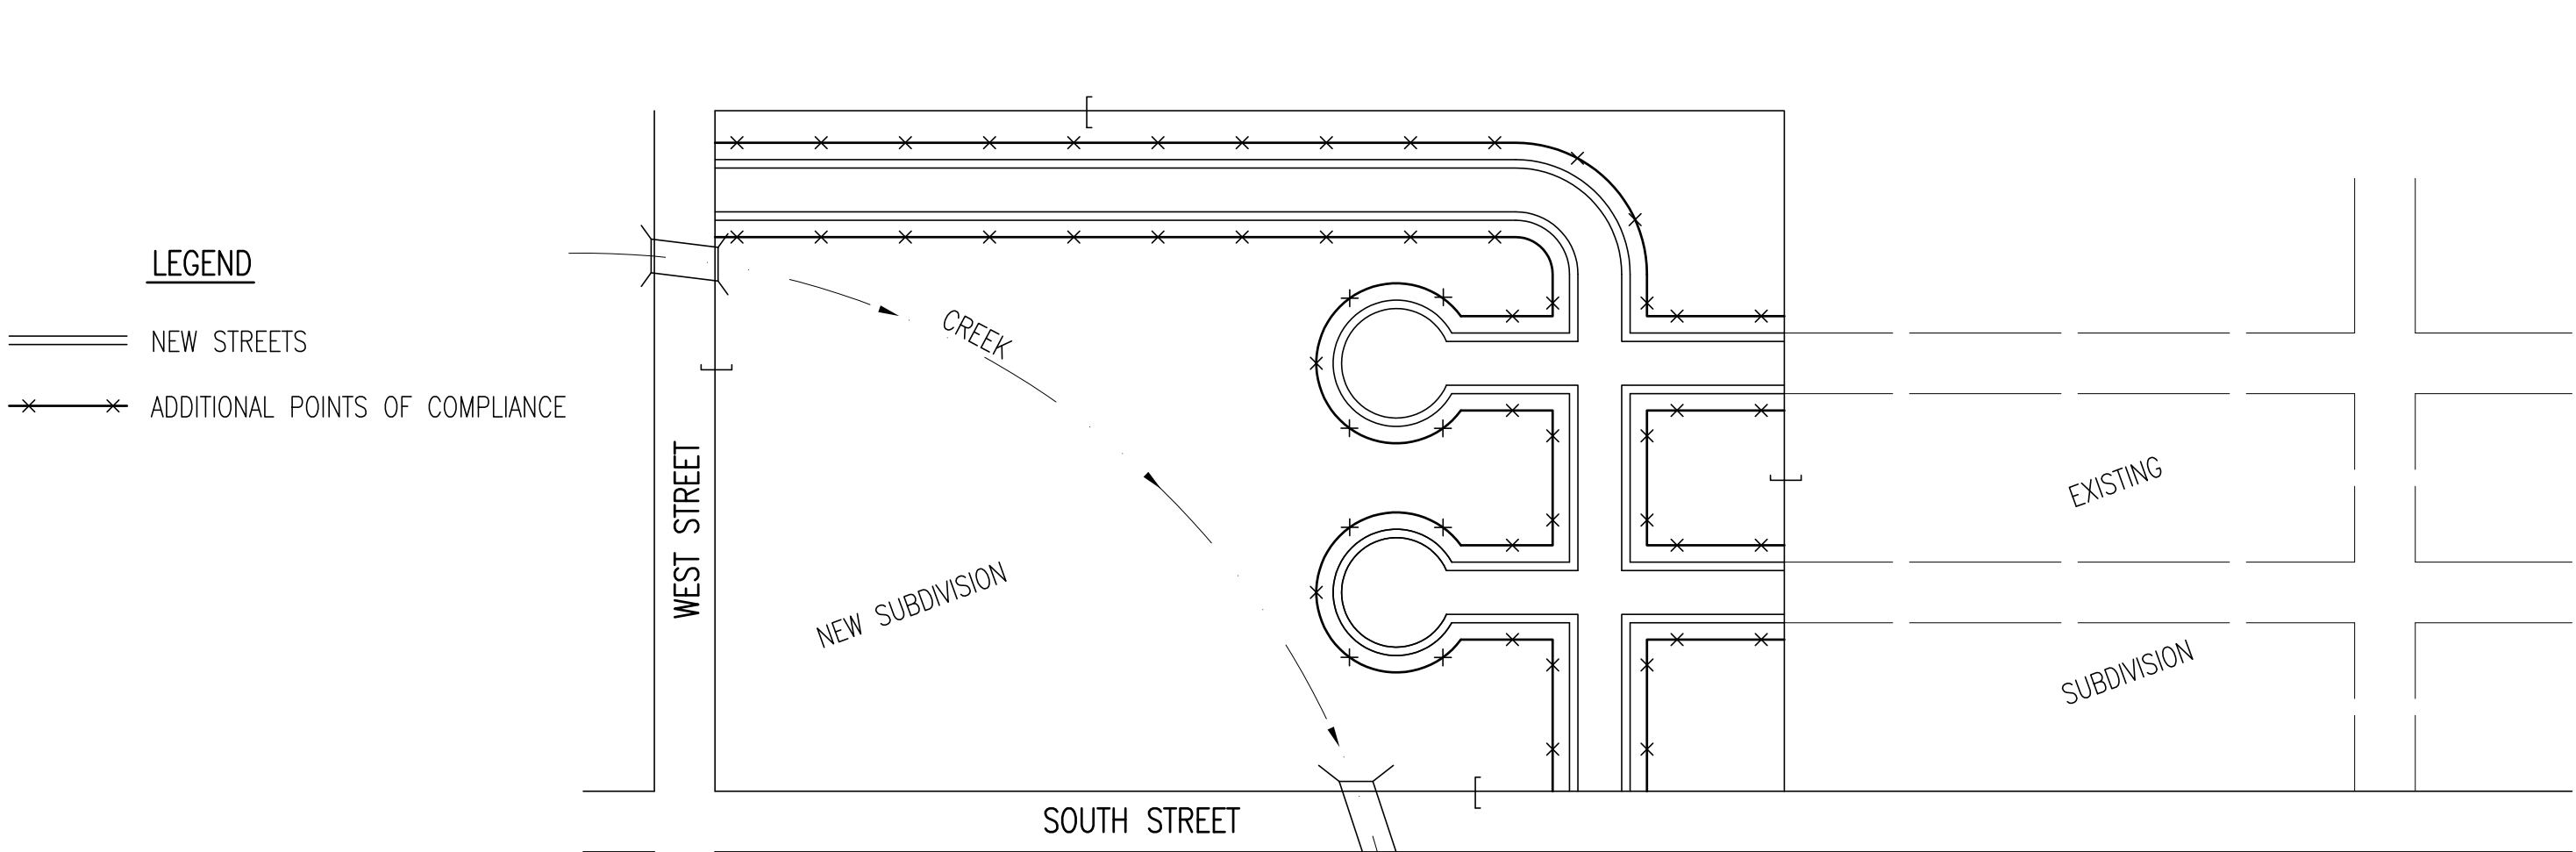 LEGEND
NEW STREETS
ADDITIONAL POINTS OF COMPLIANCE
WEST STREET
CREEK
NEW SUBDIVISION
SOUTH STREET
EXISTING
SUBDIVISION